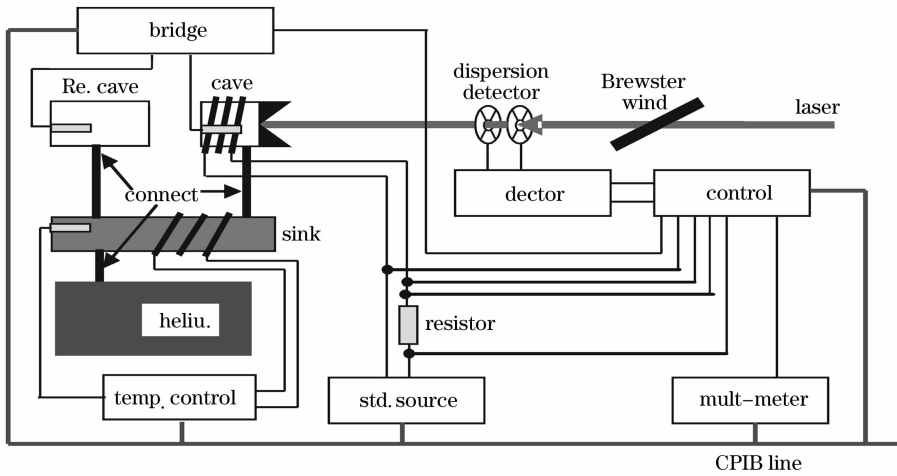 bridge
Re. cave
cave
dispersion
detector
Brewster
wind
laser
connect
dector
control
sink
heliu.
resistor
temp. control
std. source
mult-meter
CPIB line